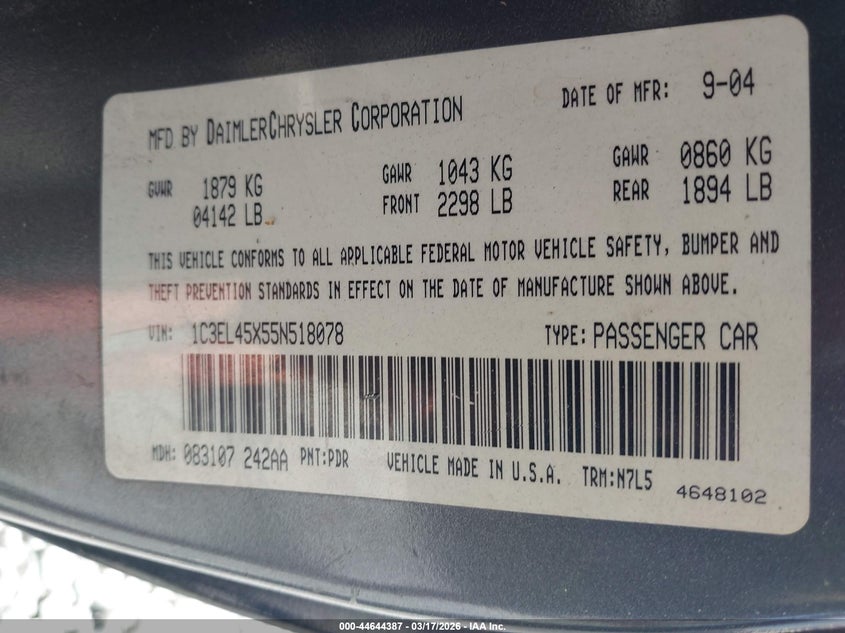 MFD BY DAIMLERCHRYSLER CORPORATION DATE OF MFR: 9-04
GVWR 1879 KG GAWR 1043 KG GAWR 0860 KG
04142 LB FRONT 2298 LB REAR 1894 LB
THIS VEHICLE CONFORMS TO ALL APPLICABLE FEDERAL MOTOR VEHICLE SAFETY, BUMPER AND
THEFT PREVENTION STANDARDS IN EFFECT ON THE DATE OF MANUFACTURE SHOWN ABOVE.
VIN: 1C3EL45X55N518078 TYPE: PASSENGER CAR
MDH: 083107 242AA PNT:PDR VEHICLE MADE IN U.S.A. TRM:N7L5 4648102
000-44644387 - 03/17/2026 - IAA Inc.